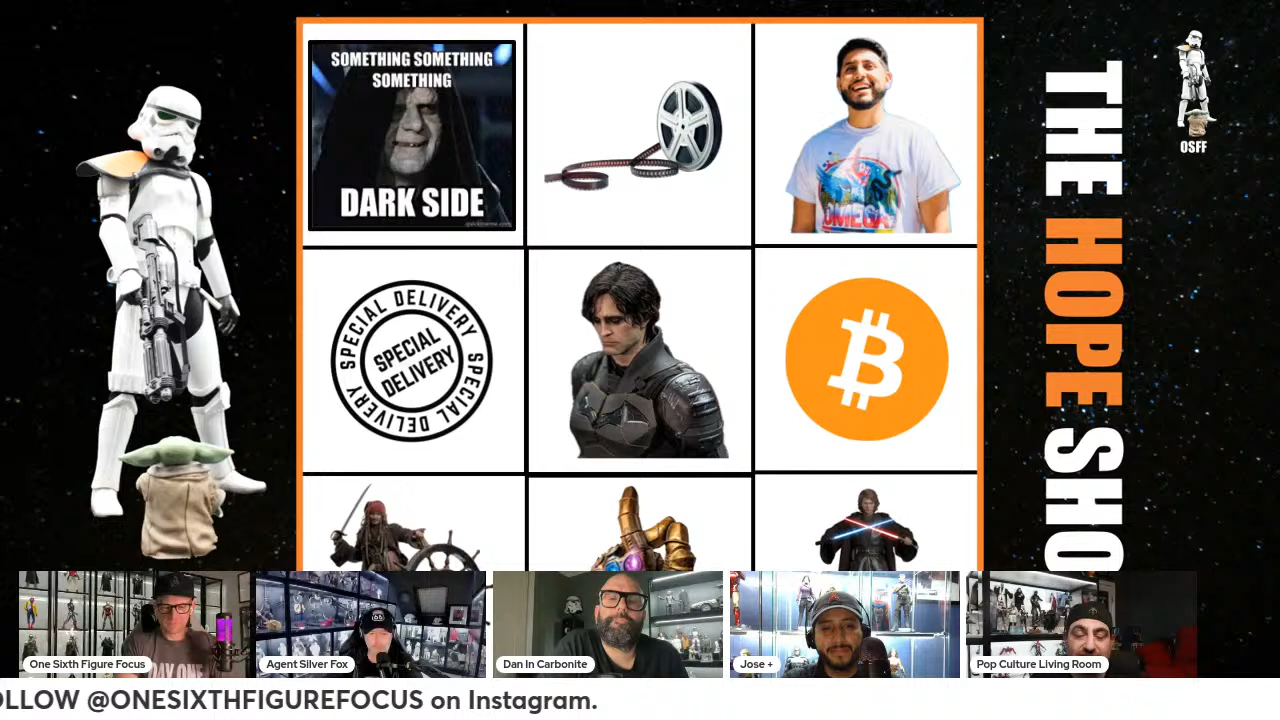 SOMETHING SOMETHING
SOMETHING
DARK SIDE
OMEGA
SPECIAL DELIVERY SPECIAL DELIVERY
SPECIAL
DELIVERY
THE HOPE SHO
OSFF
One Sixth Figure Focus
Agent Silver Fox
Dan In Carbonite
Jose +
Pop Culture Living Room
OLLOW @ONESIXTHFIGUREFOCUS on Instagram.